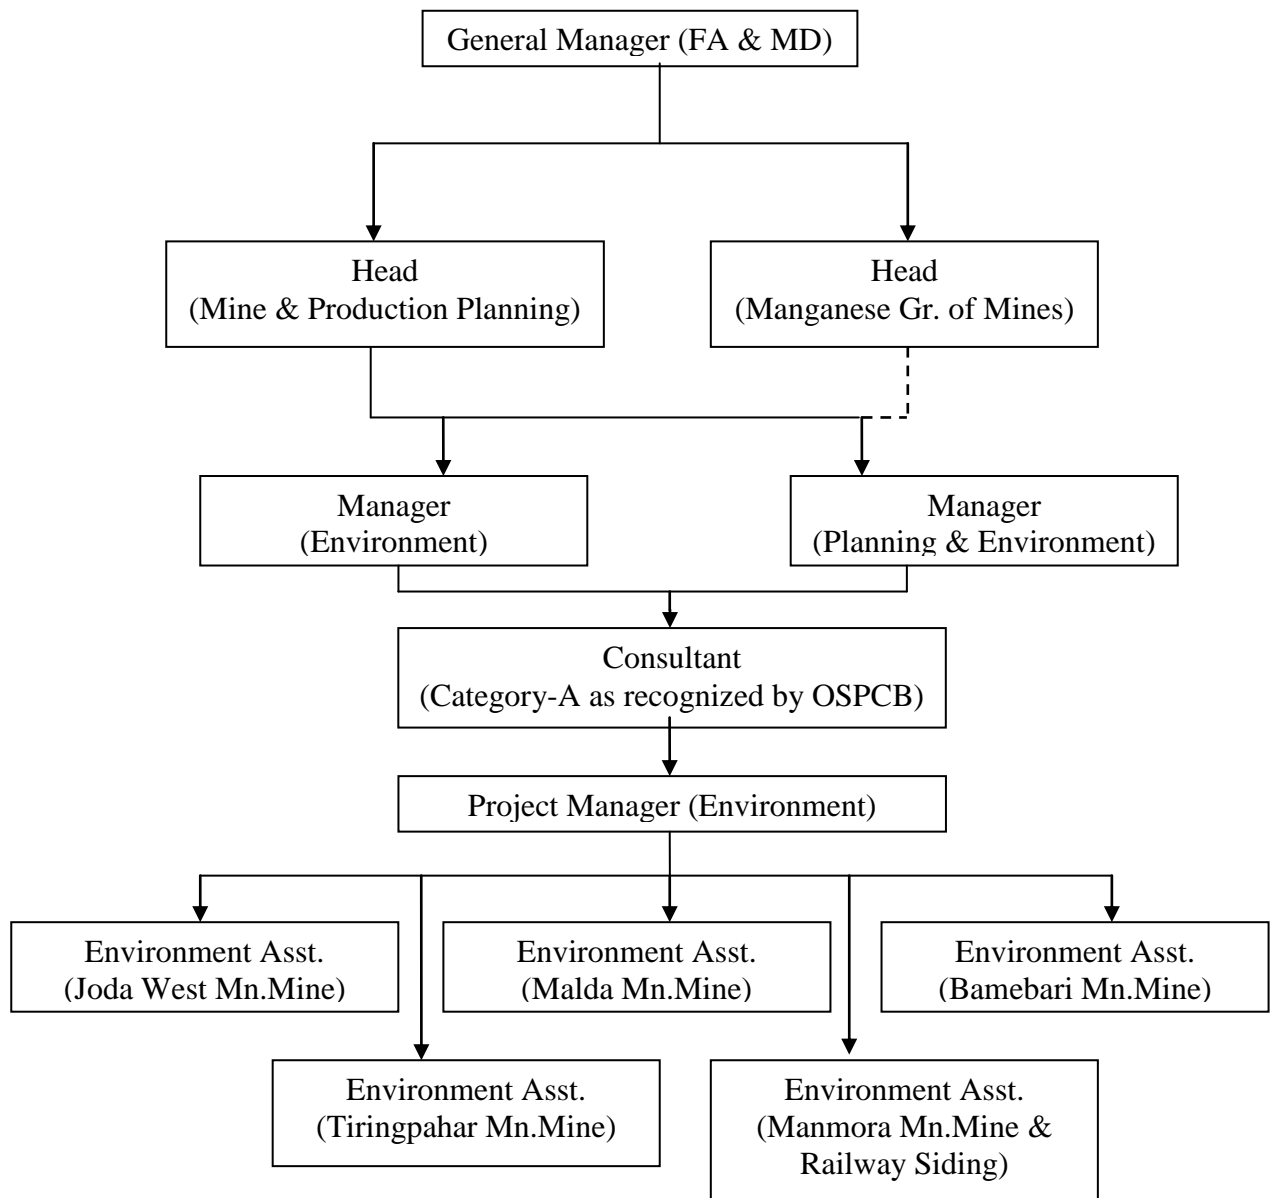 General Manager (FA & MD)
Head
(Mine & Production Planning)
Head
(Manganese Gr. of Mines)
Manager
(Environment)
Manager
(Planning & Environment)
Consultant
(Category-A as recognized by OSPCB)
Project Manager (Environment)
Environment Asst.
(Joda West Mn.Mine)
Environment Asst.
(Malda Mn.Mine)
Environment Asst.
(Bamebari Mn.Mine)
Environment Asst.
(Tiringpahar Mn.Mine)
Environment Asst.
(Manmora Mn.Mine &
Railway Siding)